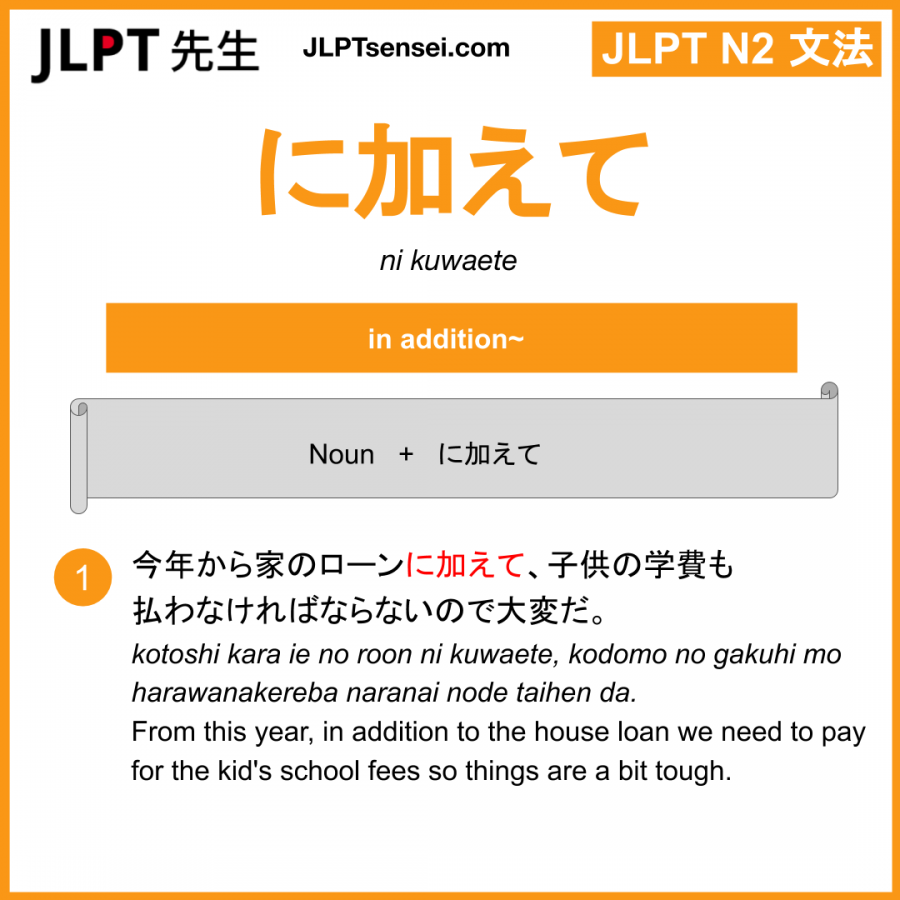 JLPT 先生
JLPTsensei.com
JLPT N2 文法
に加えて
ni kuwaete
in addition~
Noun + に加えて
1
今年から家のローンに加えて、子供の学費も
払わなければならないので大変だ。
kotoshi kara ie no roon ni kuwaete, kodomo no gakuhi mo
harawanakereba naranai node taihen da.
From this year, in addition to the house loan we need to pay
for the kid's school fees so things are a bit tough.